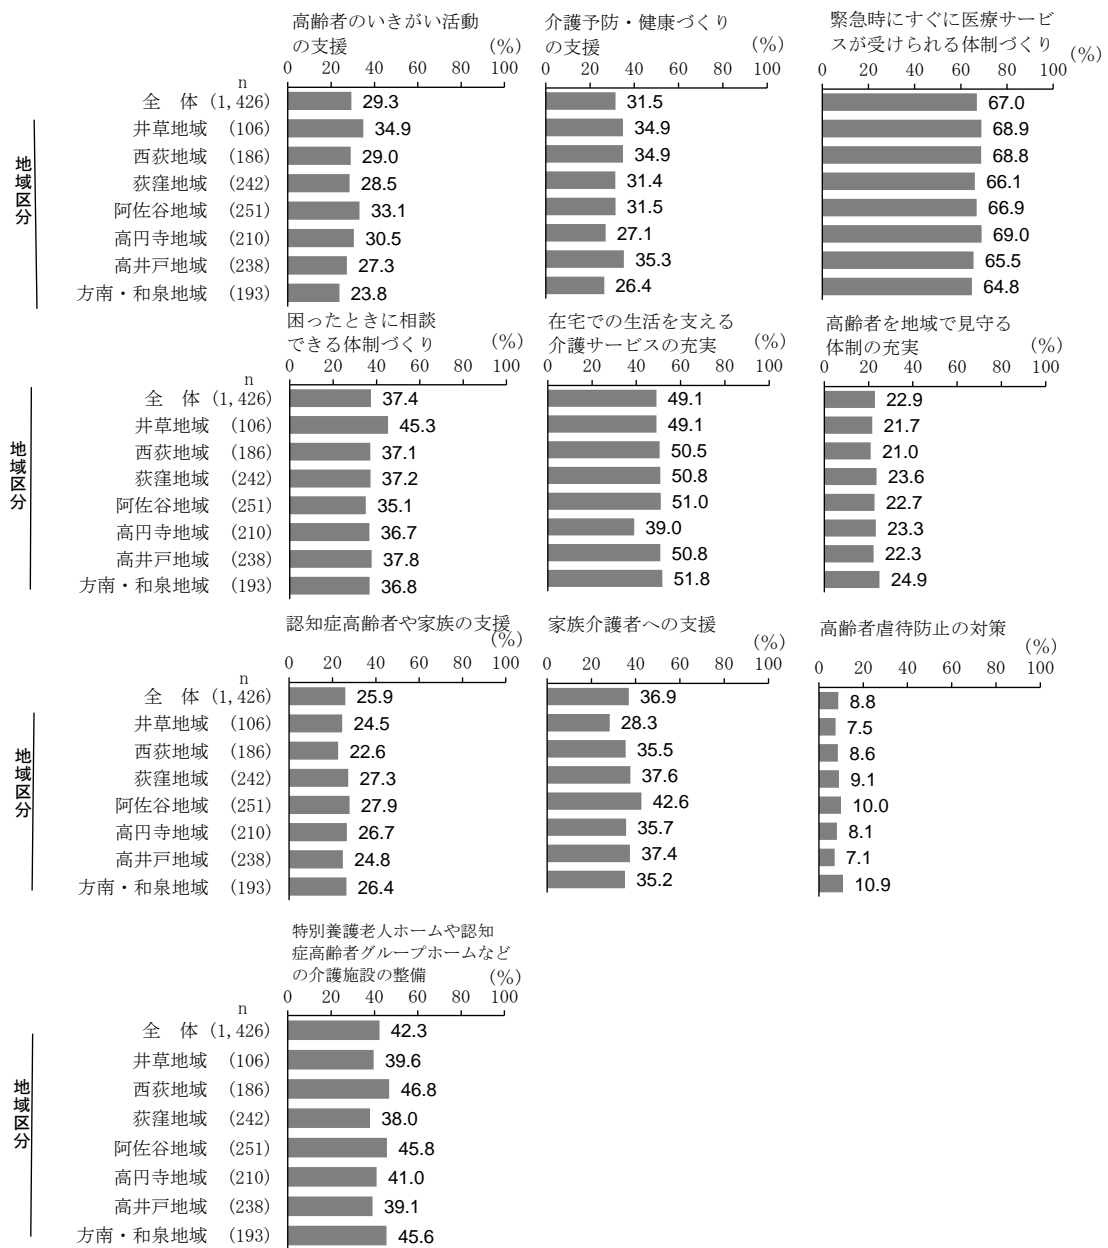 高齢者のいきがい活動
の支援
(%)
0 20 40 60 80 100
介護予防・健康づくり
の支援
(%)
0 20 40 60 80 100
緊急時にすぐに医療サービ
スが受けられる体制づくり
(%)
0 20 40 60 80 100
n
地域区分
全 体 (1,426) 29.3 31.5 67.0
井草地域 (106) 34.9 34.9 68.9
西荻地域 (186) 29.0 34.9 68.8
荻窪地域 (242) 28.5 31.4 66.1
阿佐谷地域 (251) 33.1 31.5 66.9
高円寺地域 (210) 30.5 27.1 69.0
高井戸地域 (238) 27.3 35.3 65.5
方南・和泉地域 (193) 23.8 26.4 64.8
困ったときに相談
できる体制づくり
(%)
0 20 40 60 80 100
在宅での生活を支える
介護サービスの充実
(%)
0 20 40 60 80 100
高齢者を地域で見守る
体制の充実
(%)
0 20 40 60 80 100
n
地域区分
全 体 (1,426) 37.4 49.1 22.9
井草地域 (106) 45.3 49.1 21.7
西荻地域 (186) 37.1 50.5 21.0
荻窪地域 (242) 37.2 50.8 23.6
阿佐谷地域 (251) 35.1 51.0 22.7
高円寺地域 (210) 36.7 39.0 23.3
高井戸地域 (238) 37.8 50.8 22.3
方南・和泉地域 (193) 36.8 51.8 24.9
認知症高齢者や家族の支援
(%)
0 20 40 60 80 100
家族介護者への支援
(%)
0 20 40 60 80 100
高齢者虐待防止の対策
(%)
0 20 40 60 80 100
n
地域区分
全 体 (1,426) 25.9 36.9 8.8
井草地域 (106) 24.5 28.3 7.5
西荻地域 (186) 22.6 35.5 8.6
荻窪地域 (242) 27.3 37.6 9.1
阿佐谷地域 (251) 27.9 42.6 10.0
高円寺地域 (210) 26.7 35.7 8.1
高井戸地域 (238) 24.8 37.4 7.1
方南・和泉地域 (193) 26.4 35.2 10.9
特別養護老人ホームや認知
症高齢者グループホームなど
の介護施設の整備
(%)
0 20 40 60 80 100
n
地域区分
全 体 (1,426) 42.3
井草地域 (106) 39.6
西荻地域 (186) 46.8
荻窪地域 (242) 38.0
阿佐谷地域 (251) 45.8
高円寺地域 (210) 41.0
高井戸地域 (238) 39.1
方南・和泉地域 (193) 45.6